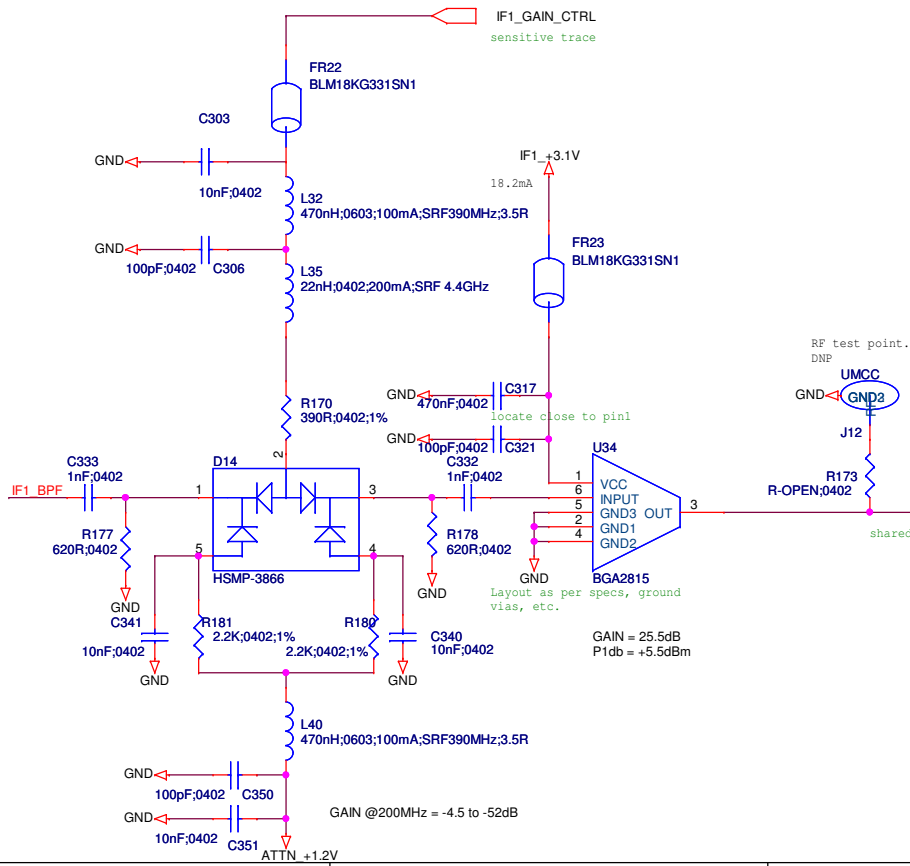 IF1_GAIN_CTRL
sensitive trace
FR22
BLM18KG331SN1
C303
GND
10nF;0402
IF1_+3.1V
18.2mA
L32
470nH;0603;100mA;SRF390MHz;3.5R
FR23
BLM18KG331SN1
GND
100pF;0402
C306
L35
22nH;0402;200mA;SRF 4.4GHz
RF test point.
DNP
UMCC
GND
GND2
J12
R170
390R;0402;1%
GND
C317
470nF;0402
locate close to pin1
GND
100pF;0402
C321
2
C333
1nF;0402
D14
C332
1nF;0402
U34
R173
R-OPEN;0402
IF1_BPF
1
3
1
VCC
6
INPUT
5
GND3
OUT
3
2
GND1
4
GND2
R177
620R;0402
R178
620R;0402
shared
5
4
HSMP-3866
GND
GND
GND
BGA2815
Layout as per specs, ground
vias, etc.
C341
10nF;0402
R181
2.2K;0402;1%
R180
2.2K;0402;1%
C340
10nF;0402
GAIN = 25.5dB
P1db = +5.5dBm
GND
GND
L40
470nH;0603;100mA;SRF390MHz;3.5R
GND
100pF;0402
C350
GND
10nF;0402
C351
GAIN @200MHz = -4.5 to -52dB
ATTN_+1.2V